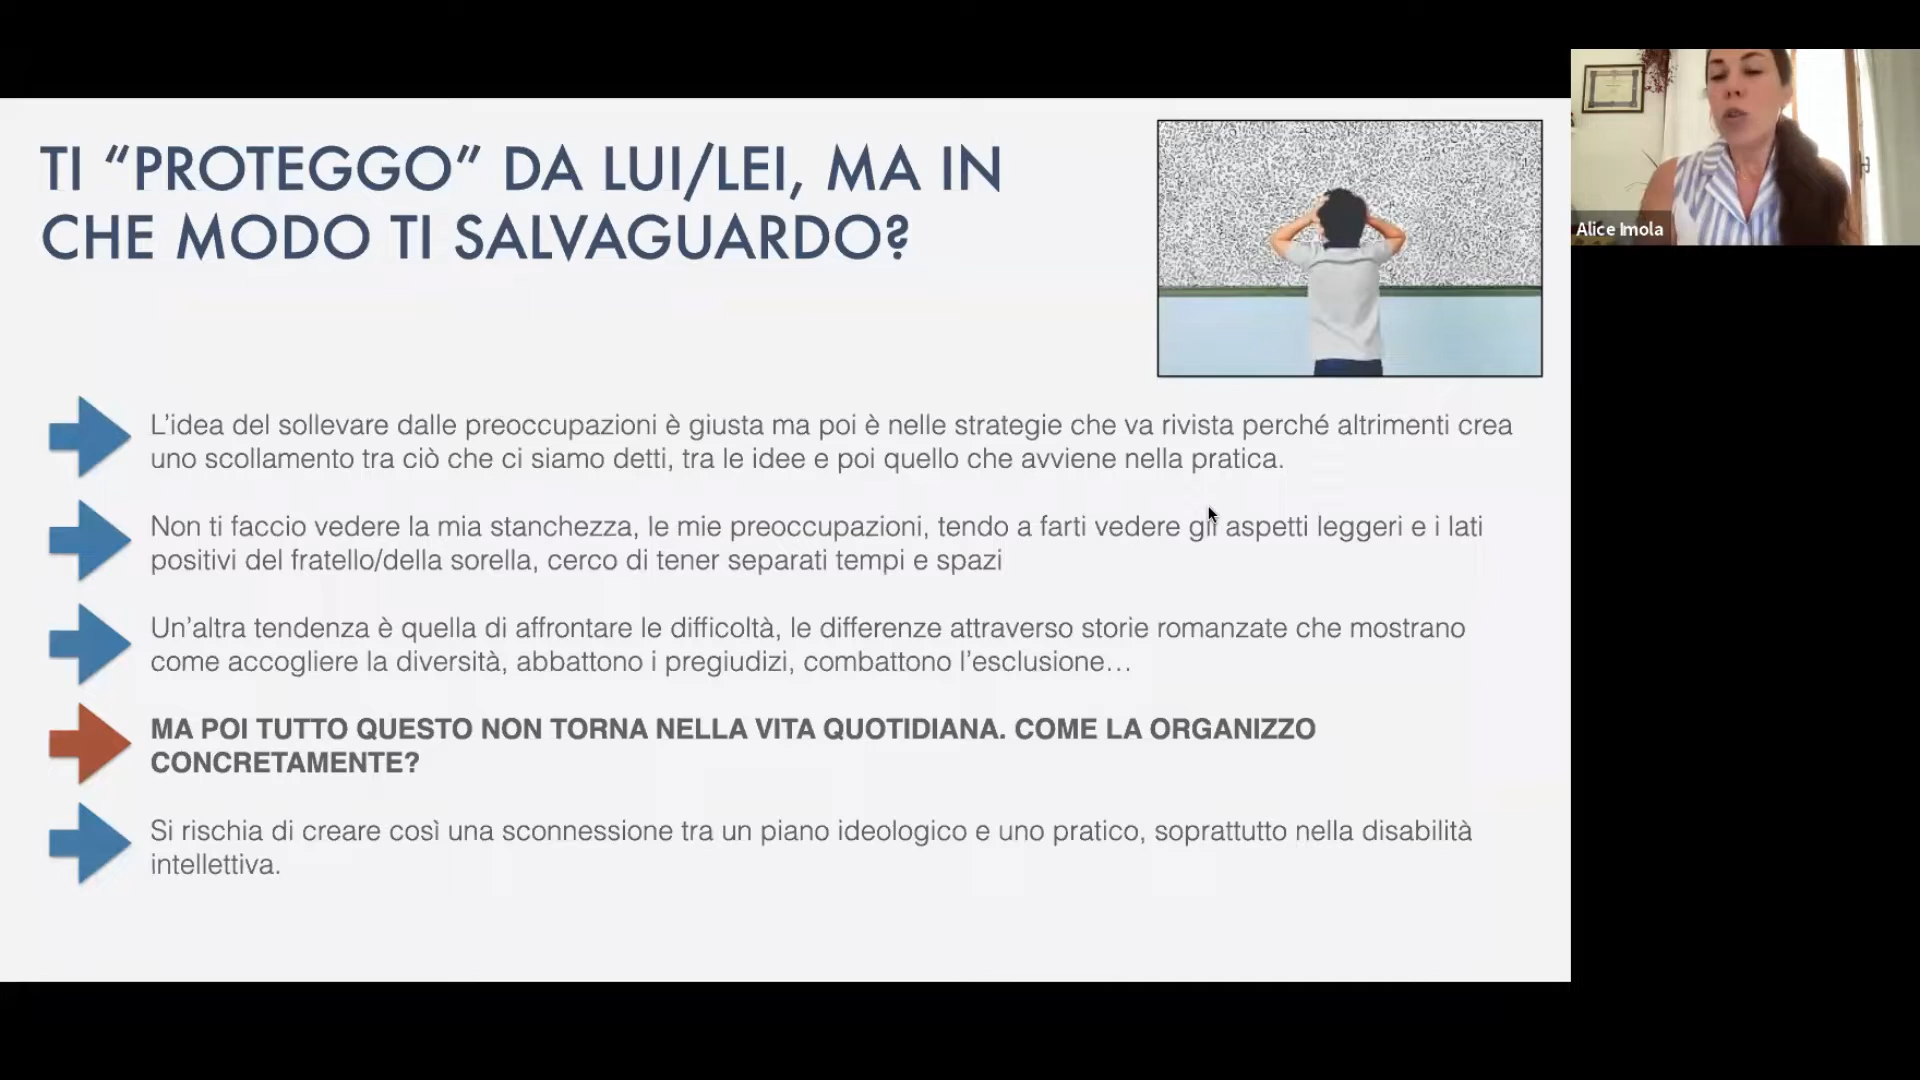 TI “PROTEGGO” DA LUI/LEI, MA IN
CHE MODO TI SALVAGUARDO?
Alice Imola
L’idea del sollevare dalle preoccupazioni è giusta ma poi è nelle strategie che va rivista perché altrimenti crea
uno scollamento tra ciò che ci siamo detti, tra le idee e poi quello che avviene nella pratica.
Non ti faccio vedere la mia stanchezza, le mie preoccupazioni, tendo a farti vedere gli aspetti leggeri e i lati
positivi del fratello/della sorella, cerco di tener separati tempi e spazi
Un’altra tendenza è quella di affrontare le difficoltà, le differenze attraverso storie romanzate che mostrano
come accogliere la diversità, abbattono i pregiudizi, combattono l’esclusione…
MA POI TUTTO QUESTO NON TORNA NELLA VITA QUOTIDIANA. COME LA ORGANIZZO
CONCRETAMENTE?
Si rischia di creare così una sconnessione tra un piano ideologico e uno pratico, soprattutto nella disabilità
intellettiva.